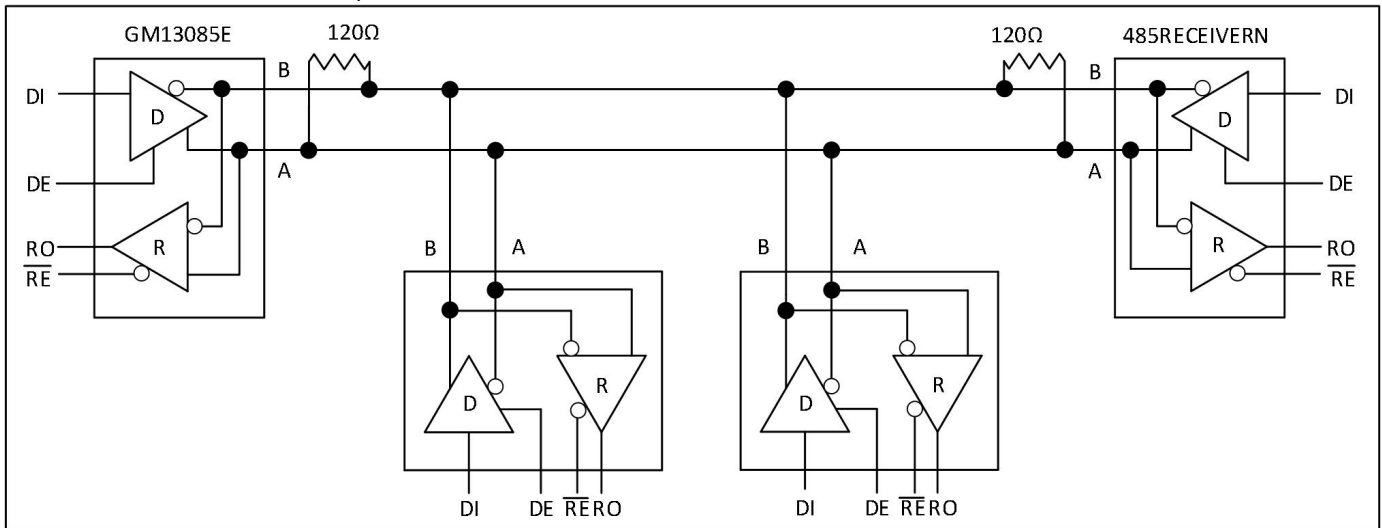 GM13085E
120Ω
120Ω
485RECEIVERN
B
B
DI
D
D
DI
A
A
DE
DE
B
A
B
A
RO
R
R
RO
RE
RE
R
R
D
D
DI
DE
RE
RO
DI
DE
RE
RO